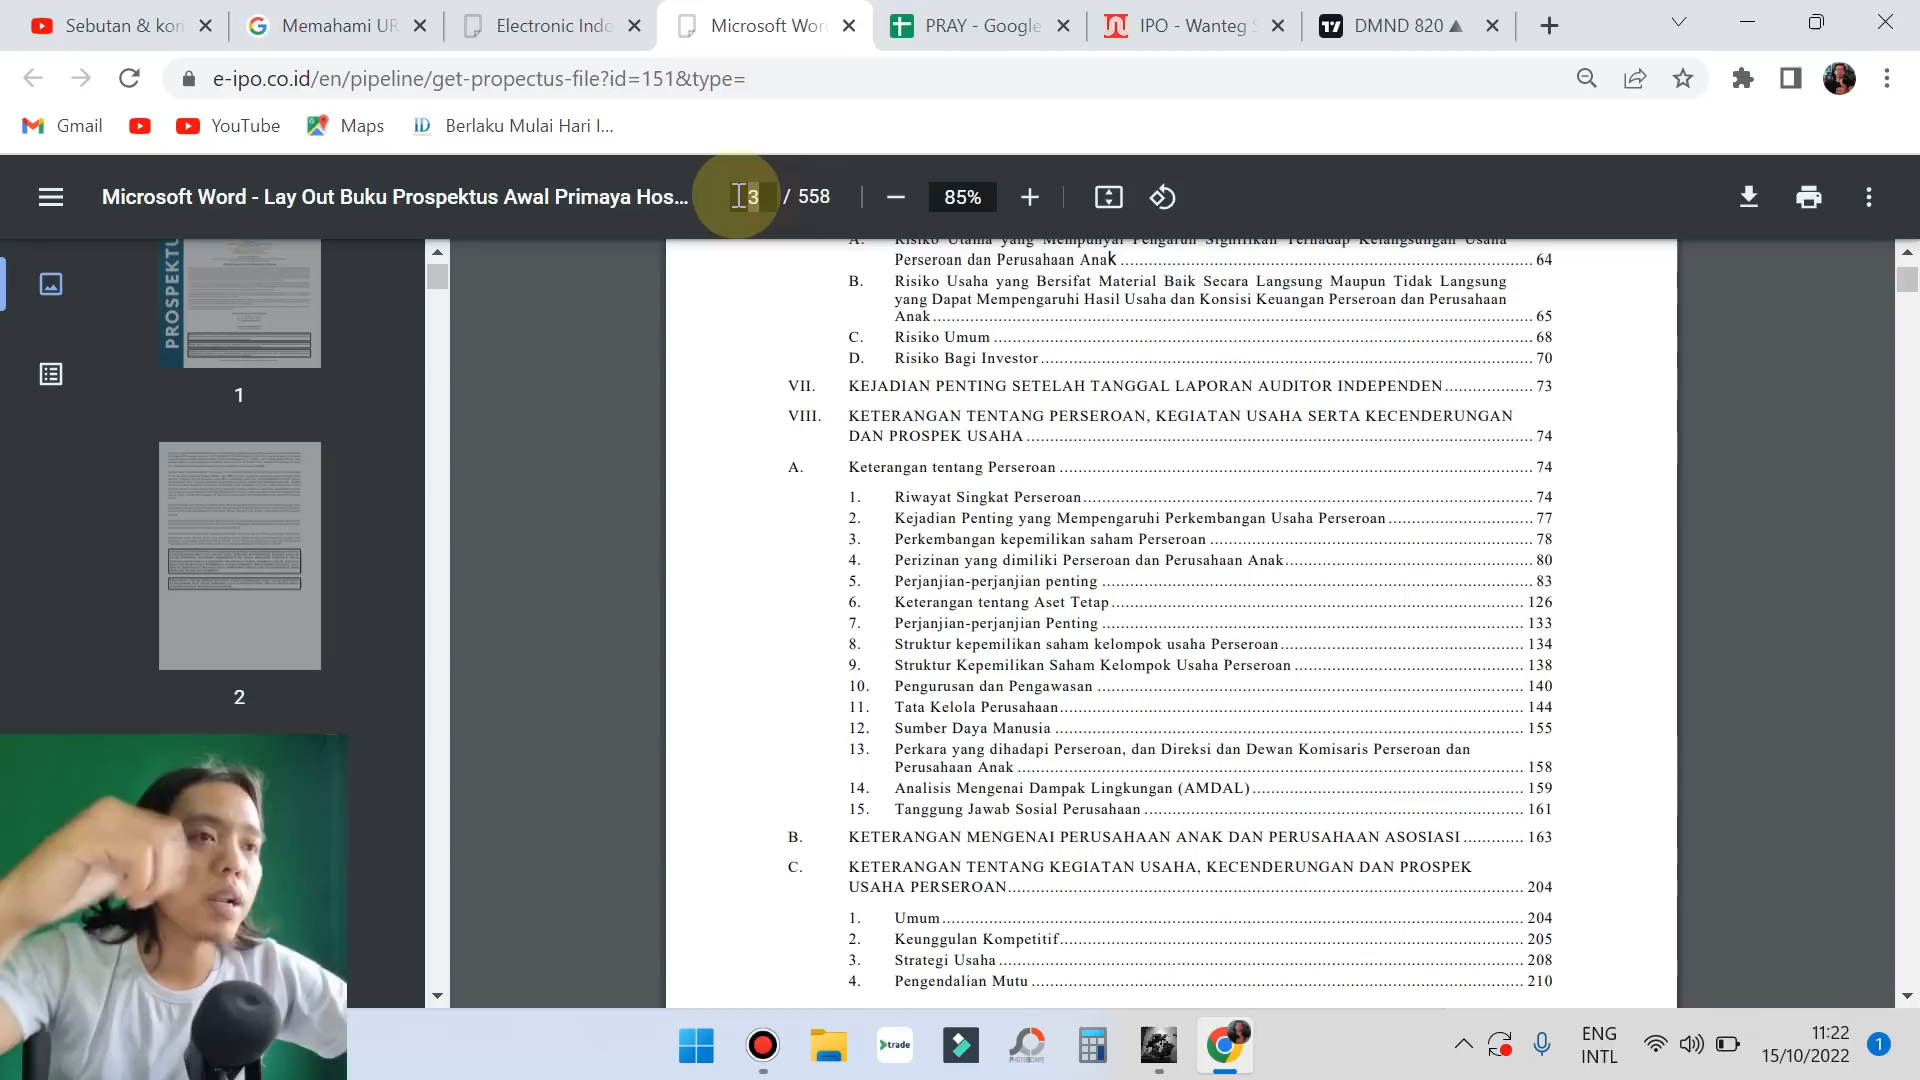 Sebutan & kon
Memahami UR
Electronic Indo
Microsoft Wor
PRAY - Google
IPO - Wanteg S
DMND 820 ▲
e-ipo.co.id/en/pipeline/get-propectus-file?id=151&type=
Gmail
YouTube
Maps
ID Berlaku Mulai Hari I...
Microsoft Word - Lay Out Buku Prospektus Awal Primaya Hos...
3 / 558
85%
PROSPEKTU
1
2
A. Risiko Utama yang Mempunyai Pengaruh Signifikan Terhadap Kelangsungan Usaha
Perseroan dan Perusahaan Anak ... 64
B. Risiko Usaha yang Bersifat Material Baik Secara Langsung Maupun Tidak Langsung
yang Dapat Mempengaruhi Hasil Usaha dan Konsisi Keuangan Perseroan dan Perusahaan
Anak ... 65
C. Risiko Umum ... 68
D. Risiko Bagi Investor ... 70
VII. KEJADIAN PENTING SETELAH TANGGAL LAPORAN AUDITOR INDEPENDEN ... 73
VIII. KETERANGAN TENTANG PERSEROAN, KEGIATAN USAHA SERTA KECENDERUNGAN
DAN PROSPEK USAHA ... 74
A. Keterangan tentang Perseroan ... 74
1. Riwayat Singkat Perseroan ... 74
2. Kejadian Penting yang Mempengaruhi Perkembangan Usaha Perseroan ... 77
3. Perkembangan kepemilikan saham Perseroan ... 78
4. Perizinan yang dimiliki Perseroan dan Perusahaan Anak ... 80
5. Perjanjian-perjanjian penting ... 83
6. Keterangan tentang Aset Tetap ... 126
7. Perjanjian-perjanjian Penting ... 133
8. Struktur kepemilikan saham kelompok usaha Perseroan ... 134
9. Struktur Kepemilikan Saham Kelompok Usaha Perseroan ... 138
10. Pengurusan dan Pengawasan ... 140
11. Tata Kelola Perusahaan ... 144
12. Sumber Daya Manusia ... 155
13. Perkara yang dihadapi Perseroan, dan Direksi dan Dewan Komisaris Perseroan dan
Perusahaan Anak ... 158
14. Analisis Mengenai Dampak Lingkungan (AMDAL) ... 159
15. Tanggung Jawab Sosial Perusahaan ... 161
B. KETERANGAN MENGENAI PERUSAHAAN ANAK DAN PERUSAHAAN ASOSIASI ... 163
C. KETERANGAN TENTANG KEGIATAN USAHA, KECENDERUNGAN DAN PROSPEK
USAHA PERSEROAN ... 204
1. Umum ... 204
2. Keunggulan Kompetitif ... 205
3. Strategi Usaha ... 208
4. Pengendalian Mutu ... 210
trade
PHOTOSCAPE
ENG
INTL
11:22
15/10/2022
1